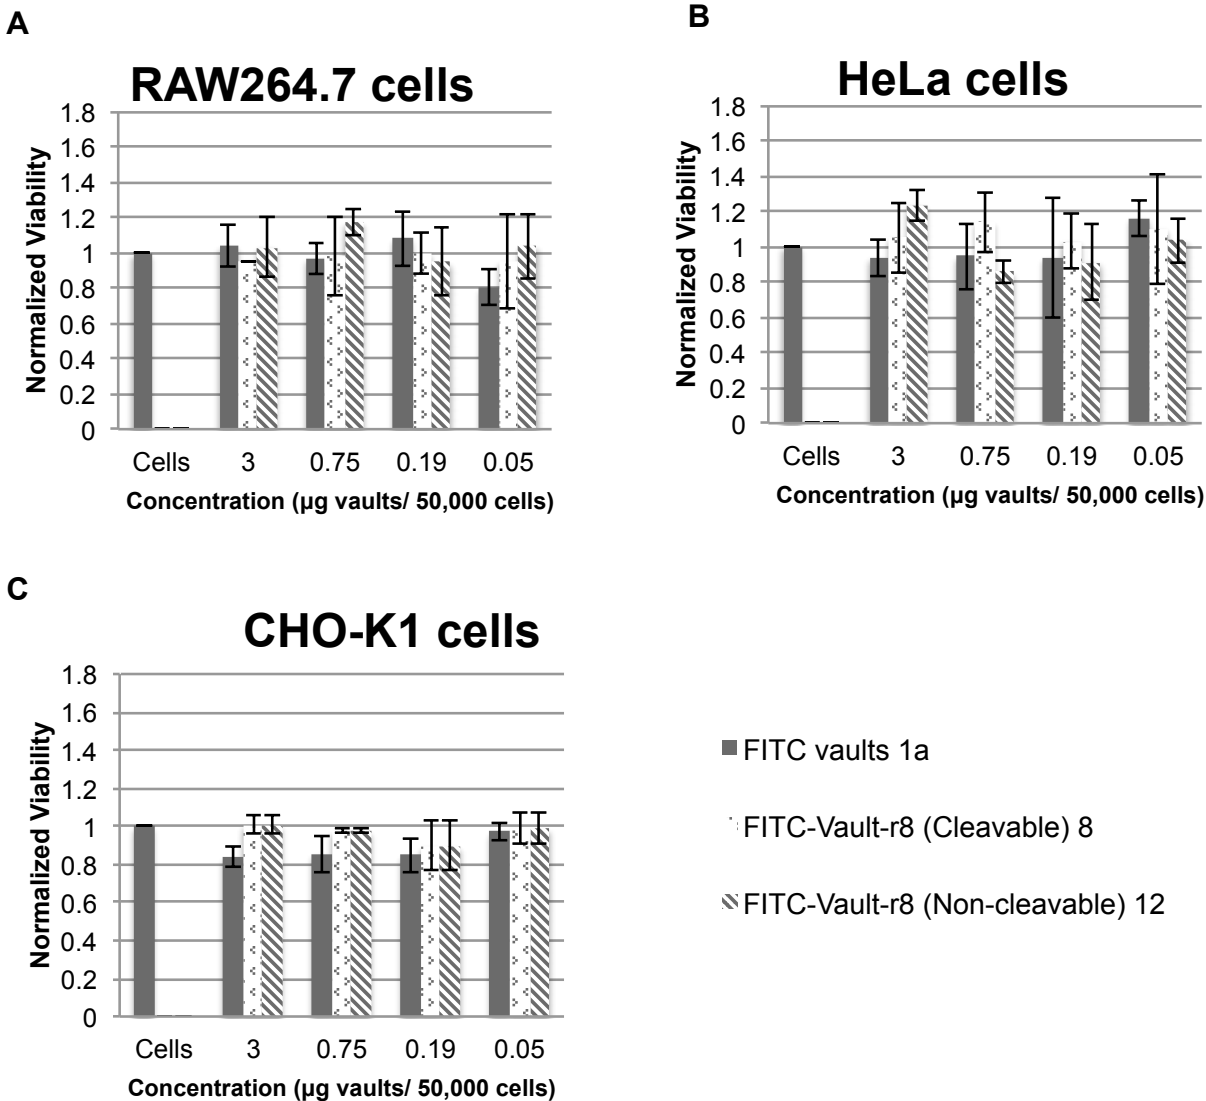 A
RAW264.7 cells
1.8
1.6
1.4
1.2
1
0.8
0.6
0.4
0.2
0
Normalized Viability
Cells 3 0.75 0.19 0.05
Concentration (µg vaults/ 50,000 cells)
B
HeLa cells
1.8
1.6
1.4
1.2
1
0.8
0.6
0.4
0.2
0
Normalized Viability
Cells 3 0.75 0.19 0.05
Concentration (µg vaults/ 50,000 cells)
C
CHO-K1 cells
1.8
1.6
1.4
1.2
1
0.8
0.6
0.4
0.2
0
Normalized Viability
Cells 3 0.75 0.19 0.05
Concentration (µg vaults/ 50,000 cells)
FITC vaults 1a
FITC-Vault-r8 (Cleavable) 8
FITC-Vault-r8 (Non-cleavable) 12